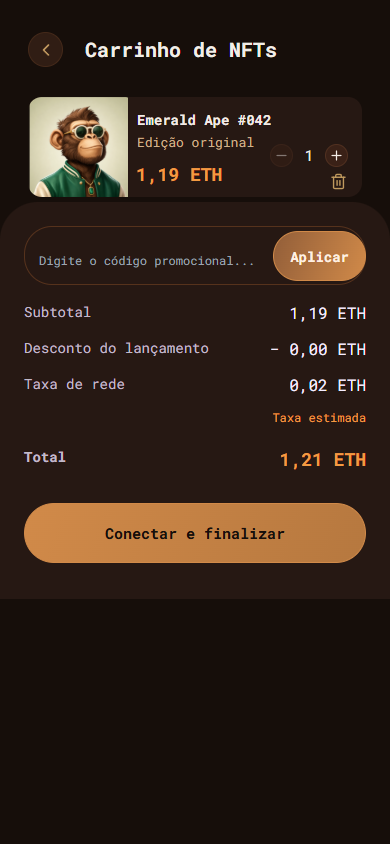 Carrinho de NFTs
Emerald Ape #042
Edição original
1,19 ETH
− 1 +
Digite o código promocional...
Aplicar
Subtotal 1,19 ETH
Desconto do lançamento − 0,00 ETH
Taxa de rede 0,02 ETH
Taxa estimada
Total 1,21 ETH
Conectar e finalizar